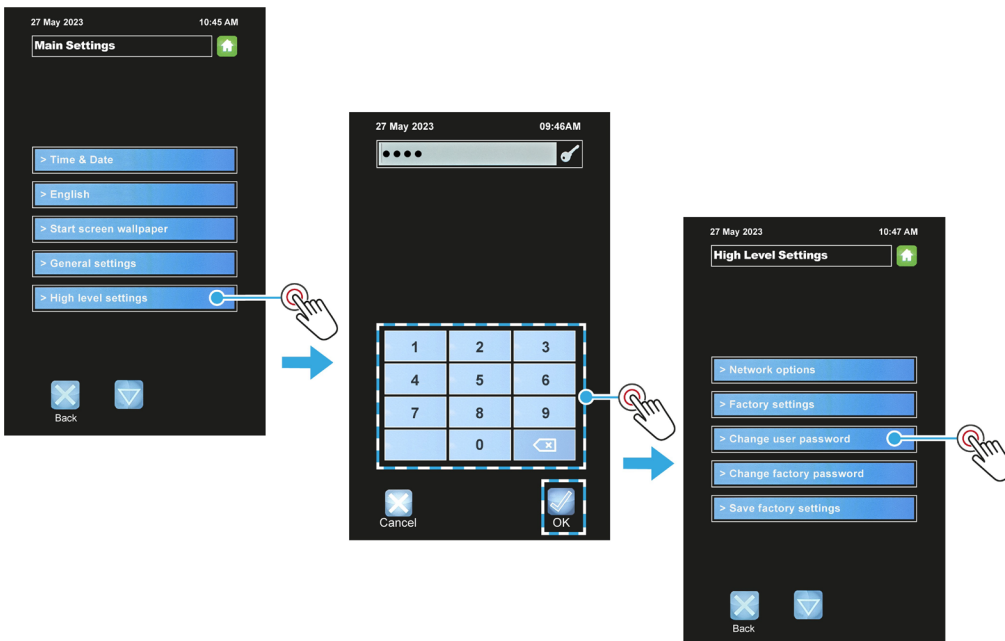 27 May 2023 10:45 AM
Main Settings
> Time & Date
> English
> Start screen wallpaper
> General settings
> High level settings
Back
27 May 2023 09:46AM
1 2 3
4 5 6
7 8 9
0
Cancel OK
27 May 2023 10:47 AM
High Level Settings
> Network options
> Factory settings
> Change user password
> Change factory password
> Save factory settings
Back